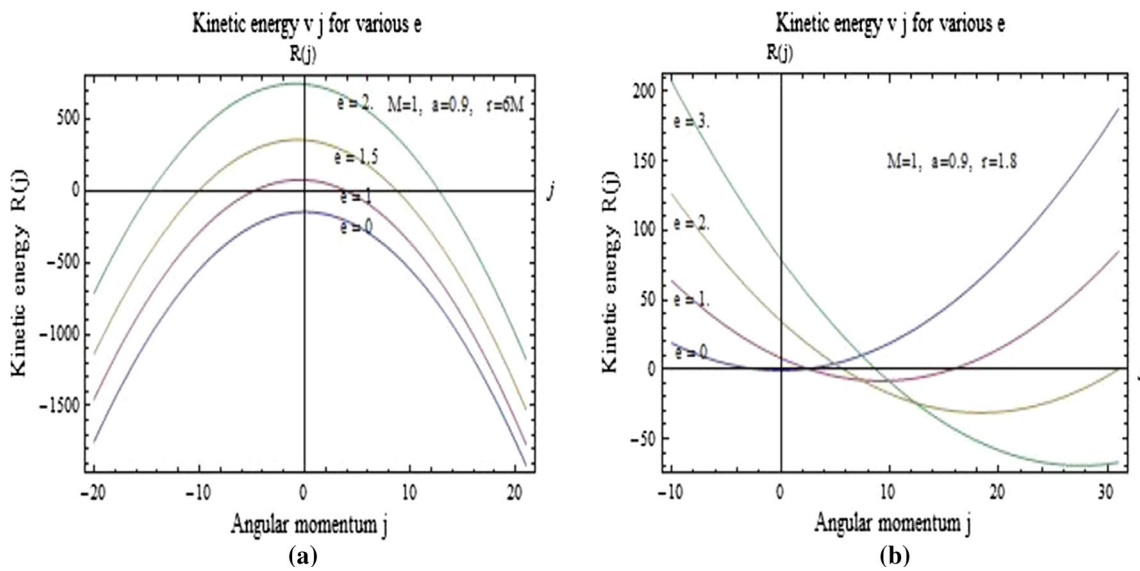 Kinetic energy v j for various e
R(j)
e = 2. M=1, a=0.9, r=6M
e = 1.5
e = 1
e = 0
500
0
−500
−1000
−1500
Kinetic energy R(j)
j
−20 −10 0 10 20
Angular momentum j
(a)
Kinetic energy v j for various e
R(j)
e = 3.
M=1, a=0.9, r=1.8
e = 2.
e = 1.
e = 0
200
150
100
50
0
−50
Kinetic energy R(j)
−10 0 10 20 30
Angular momentum j
(b)